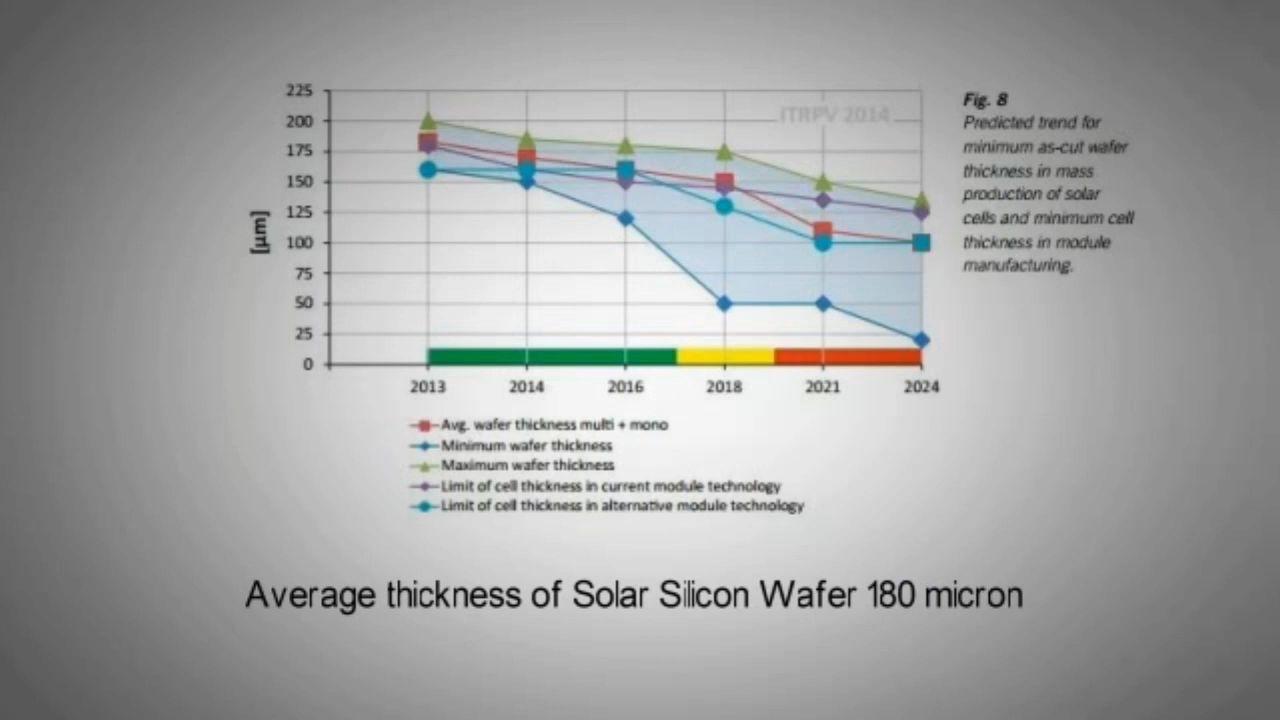 225
200
175
150
125
100
75
50
25
0
[µm]
ITRPV 2014
2013 2014 2016 2018 2021 2024
Avg. wafer thickness multi + mono
Minimum wafer thickness
Maximum wafer thickness
Limit of cell thickness in current module technology
Limit of cell thickness in alternative module technology
Fig. 8
Predicted trend for
minimum as-cut wafer
thickness in mass
production of solar
cells and minimum cell
thickness in module
manufacturing.
Average thickness of Solar Silicon Wafer 180 micron